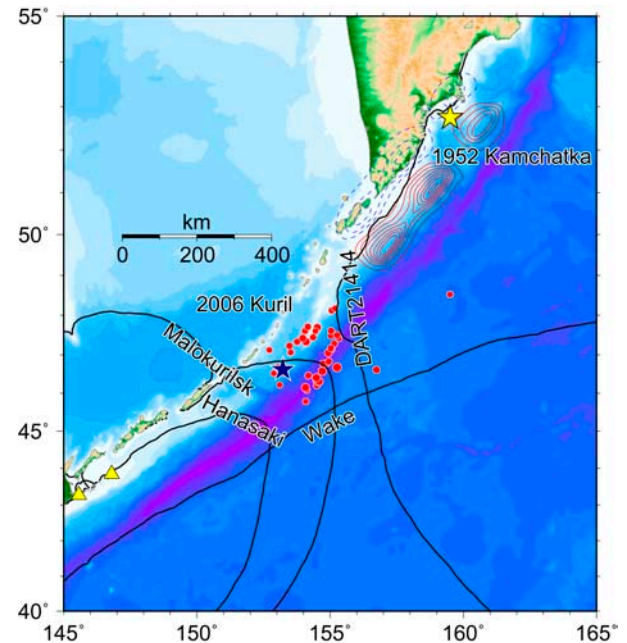 55°
1952 Kamchatka
km
0 200 400
50°
2006 Kuril
DART21414
Malokurilsk
Hanasaki
Wake
45°
40°
145° 150° 155° 160° 165°